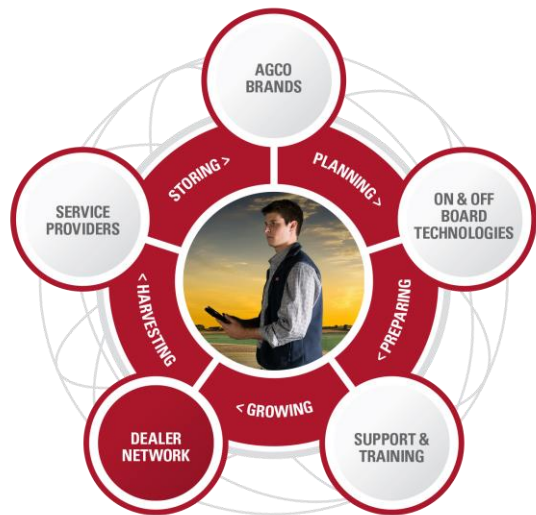 AGCO
BRANDS
STORING >
PLANNING >
SERVICE
PROVIDERS
ON & OFF
BOARD
TECHNOLOGIES
< HARVESTING
< PREPARING
< GROWING
DEALER
NETWORK
SUPPORT &
TRAINING